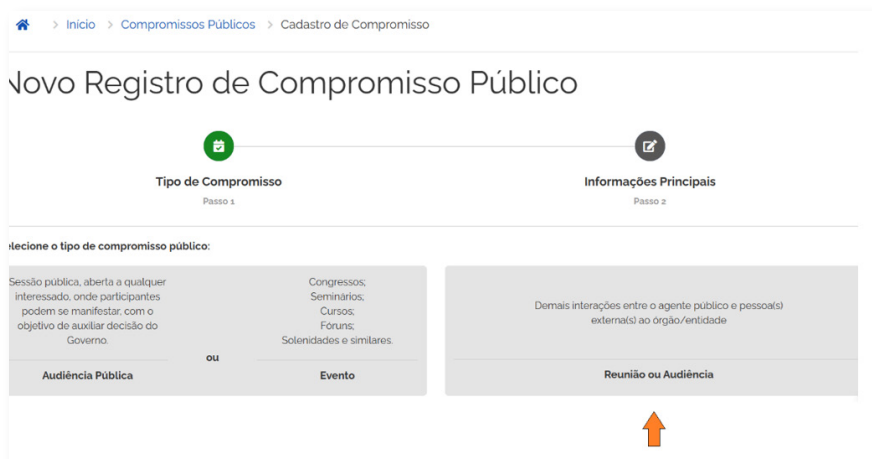 > Início > Compromissos Públicos > Cadastro de Compromisso
Novo Registro de Compromisso Público
Tipo de Compromisso
Passo 1
Informações Principais
Passo 2
elecione o tipo de compromisso público:
Sessão pública, aberta a qualquer
interessado, onde participantes
podem se manifestar, com o
objetivo de auxiliar decisão do
Governo.
Audiência Pública
ou
Congressos;
Seminários;
Cursos;
Fóruns;
Solenidades e similares.
Evento
Demais interações entre o agente público e pessoa(s)
externa(s) ao órgão/entidade
Reunião ou Audiência